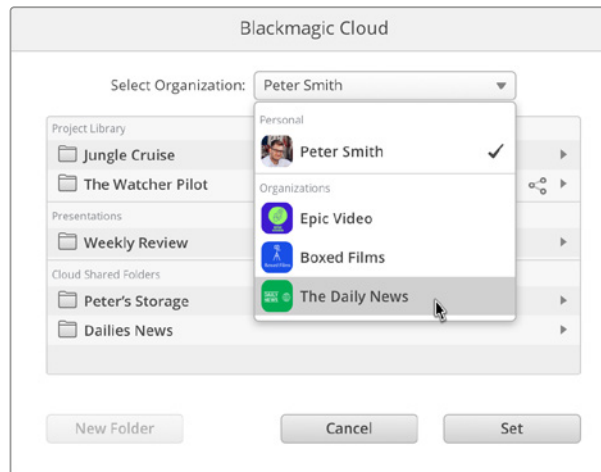 Blackmagic Cloud
Select Organization: Peter Smith
Personal
Peter Smith
Organizations
Epic Video
Boxed Films
The Daily News
Project Library
Jungle Cruise
The Watcher Pilot
Presentations
Weekly Review
Cloud Shared Folders
Peter's Storage
Dailies News
New Folder
Cancel
Set